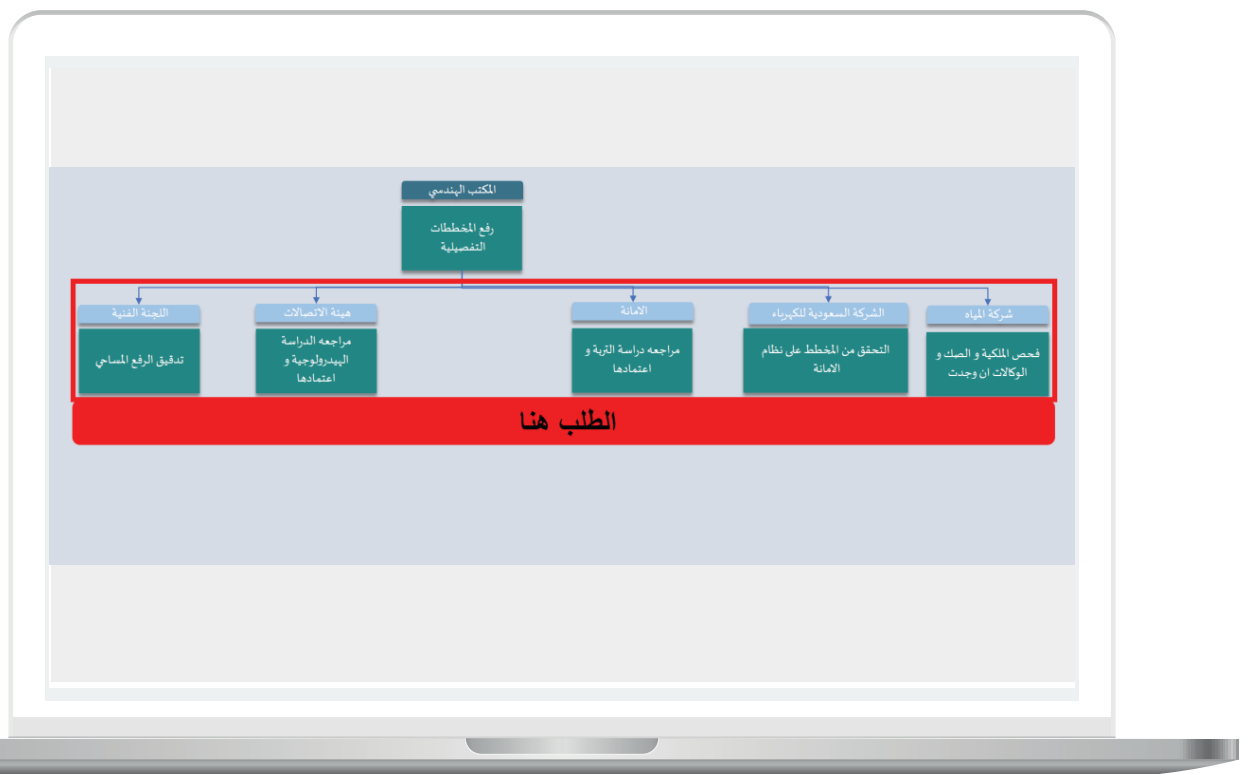 المكتب الهندسي
رفع المخططات
التفصيلية
شركة المياه
فحص الملكية و الصك و
الوكالات ان وجدت
الشركة السعودية للكهرباء
التحقق من المخطط على نظام
الامانة
الامانة
مراجعه دراسة التربة و
اعتمادها
هيئة الاتصالات
مراجعه الدراسة
الهيدرولوجية و
اعتمادها
اللجنة الفنية
تدقيق الرفع المساحي
الطلب هنا